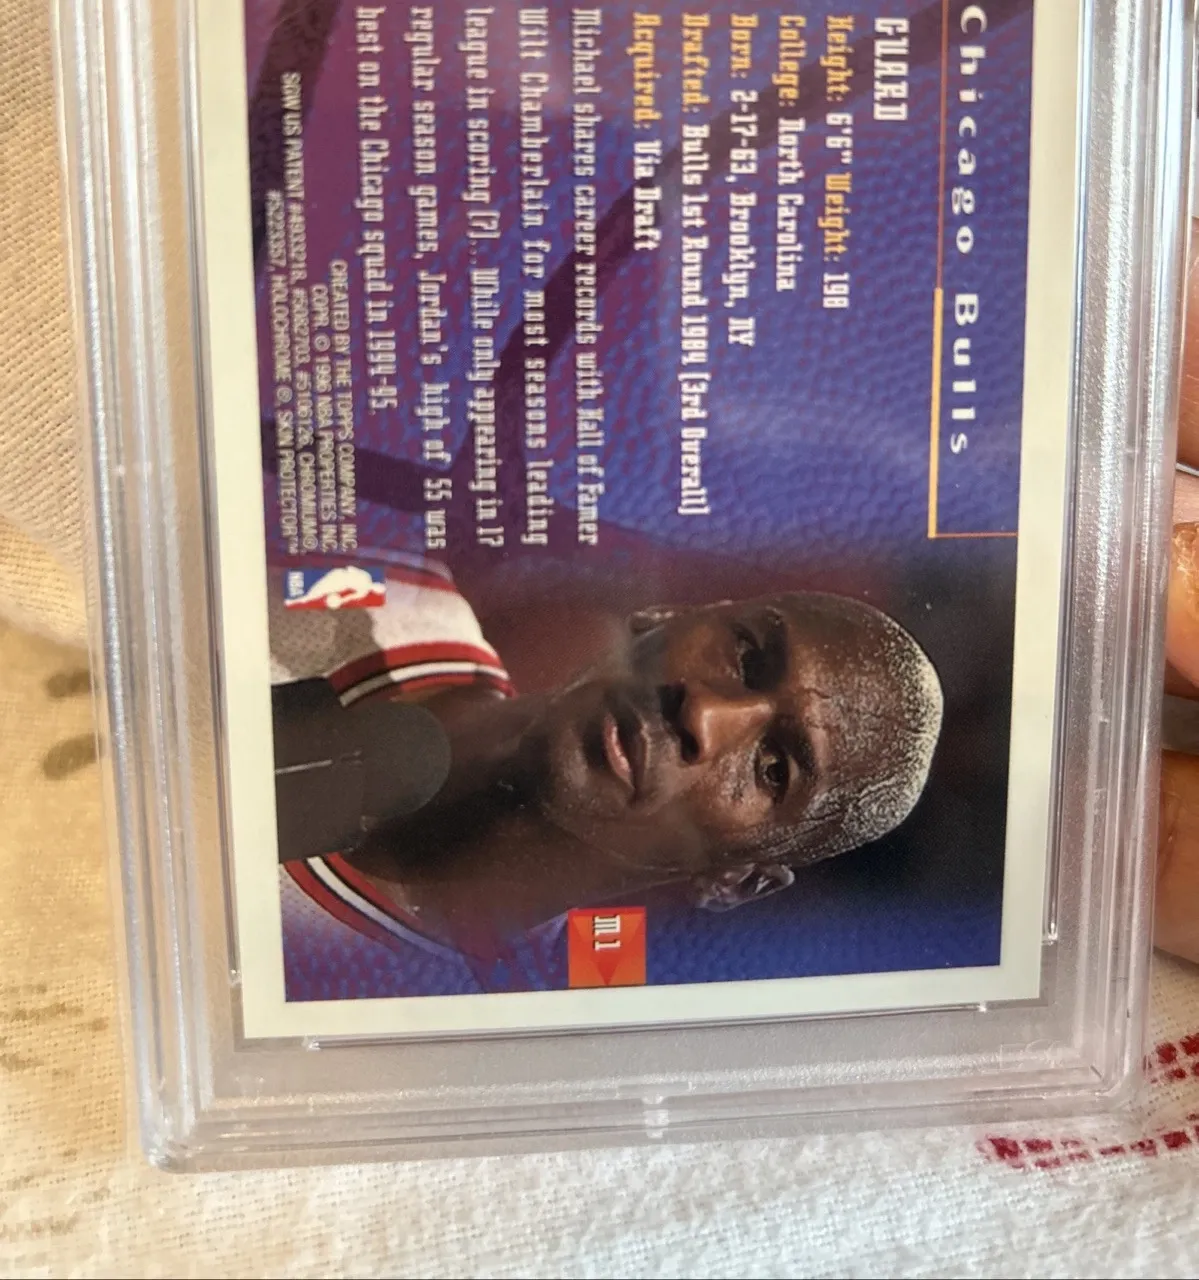 Chicago Bulls
GUARD
Height: 6'6" Weight: 198
College: North Carolina
Born: 2-17-63, Brooklyn, NY
Drafted: Bulls 1st Round 1984 (3rd Overall)
Acquired: Via Draft
Michael shares career records with Hall of Famer
Wilt Chamberlain for most seasons leading
league in scoring (7)... While only appearing in 17
regular season games, Jordan's high of 55 was
best on the Chicago squad in 1994-95.
CREATED BY THE TOPPS COMPANY, INC.
COPR. © 1996 NBA PROPERTIES, INC.
SGW US PATENT #4933218, #5082703, #5106126, CHROMIUM®,
#5223357, HOLOCHROME ® SKIN PROTECTOR™
NBA
M1